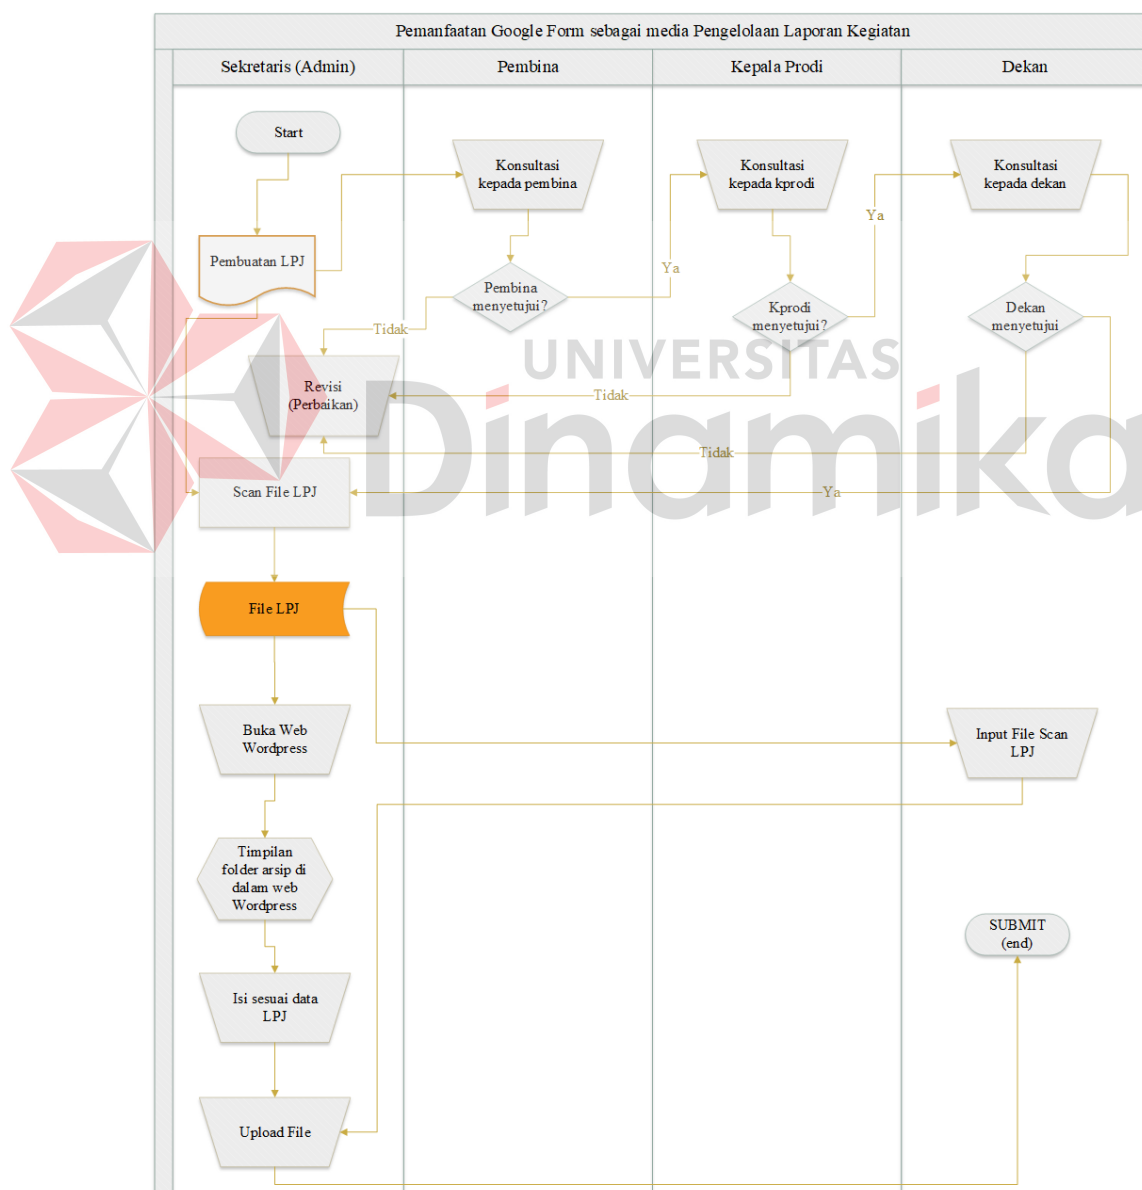 Pemanfaatan Google Form sebagai media Pengelolaan Laporan Kegiatan
Sekretaris (Admin)
Pembina
Kepala Prodi
Dekan
Start
Konsultasi
kepada pembina
Konsultasi
kepada kprodi
Konsultasi
kepada dekan
Ya
Pembuatan LPJ
Ya
Pembina
menyetujui?
Kprodi
menyetujui?
Dekan
menyetujui
Tidak
UNIVERSITAS
Dinamika
Revisi
(Perbaikan)
Tidak
Tidak
Scan File LPJ
Ya
File LPJ
Buka Web
Wordpress
Input File Scan
LPJ
Timpilan
folder arsip di
dalam web
Wordpress
SUBMIT
(end)
Isi sesuai data
LPJ
Upload File